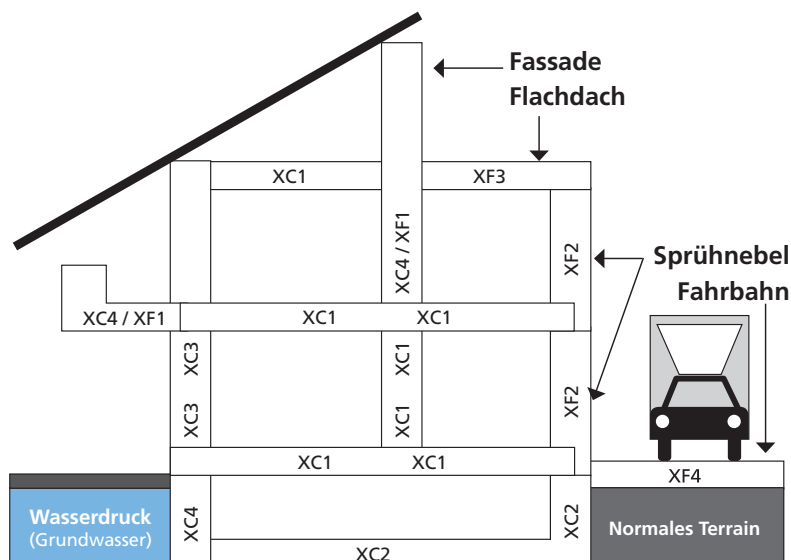 Fassade
Flachdach
XC1
XF3
XC4 / XF1
XF2
Sprühnebel
Fahrbahn
XC4 / XF1
XC1
XC1
XC3
XC1
XF2
XC3
XC1
XC1
XC1
XF4
Wasserdruck
(Grundwasser)
XC4
XC2
Normales Terrain
XC2